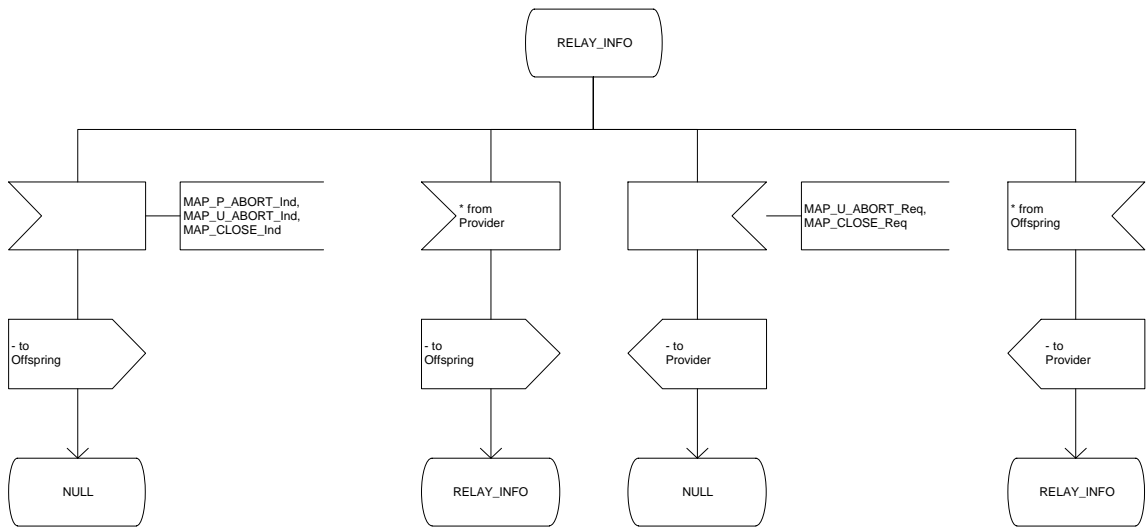 RELAY_INFO
MAP_P_ABORT_Ind,
MAP_U_ABORT_Ind,
MAP_CLOSE_Ind
* from
Provider
MAP_U_ABORT_Req,
MAP_CLOSE_Req
* from
Offspring
- to
Offspring
- to
Offspring
- to
Provider
- to
Provider
NULL
RELAY_INFO
NULL
RELAY_INFO